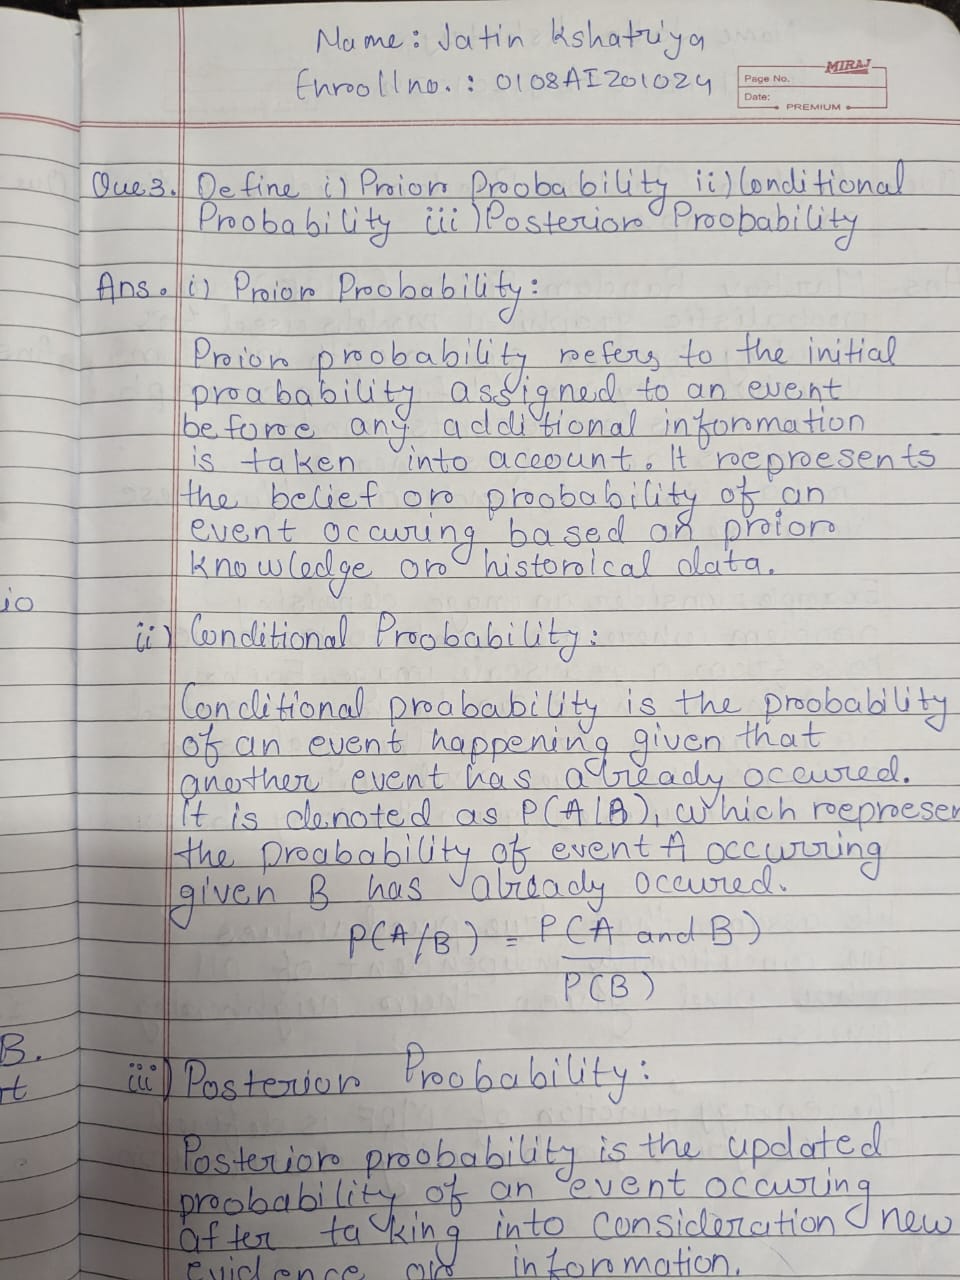 Name: Jatin Kshatriya
Enroll no. : 0108AI201024
MIRAJ
Page No.
Date:
PREMIUM
Que 3. Define i) Prior Probability ii) Conditional
Probability iii) Posterior Probability
Ans. i) Prior Probability:
Prior probability refers to the initial
proabability assigned to an event
before any additional information
is taken into account. It represents
the belief or probability of an
event occuring based on prior
knowledge or historical data.
io
ii) Conditional Probability:
Conditional proabability is the probability
of an event happening given that
another event has already occured.
it is denoted as P(A|B), which represen
the proabability of event A occurring
given B has already occured.
P(A/B) = P(A and B)
P(B)
B.
rt
iii) Posterior Probability:
Posterior probability is the updated
probability of an event occuring
after taking into consideration new
evidence or information.